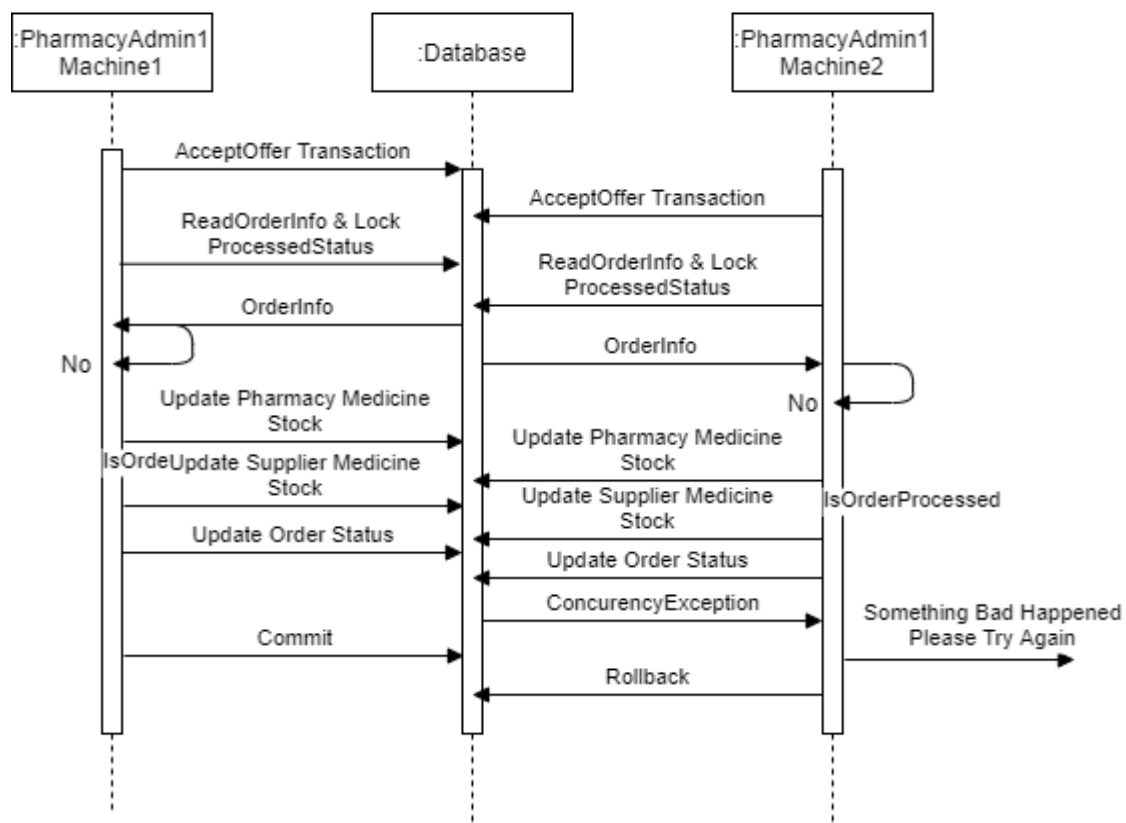 :PharmacyAdmin1
Machine1
:Database
:PharmacyAdmin1
Machine2
AcceptOffer Transaction
AcceptOffer Transaction
ReadOrderInfo & Lock
ProcessedStatus
ReadOrderInfo & Lock
ProcessedStatus
OrderInfo
OrderInfo
No
No
Update Pharmacy Medicine
Stock
Update Pharmacy Medicine
Stock
IsOrde
Update Supplier Medicine
Stock
Update Supplier Medicine
Stock
IsOrderProcessed
Update Order Status
Update Order Status
ConcurencyException
Something Bad Happened
Please Try Again
Commit
Rollback